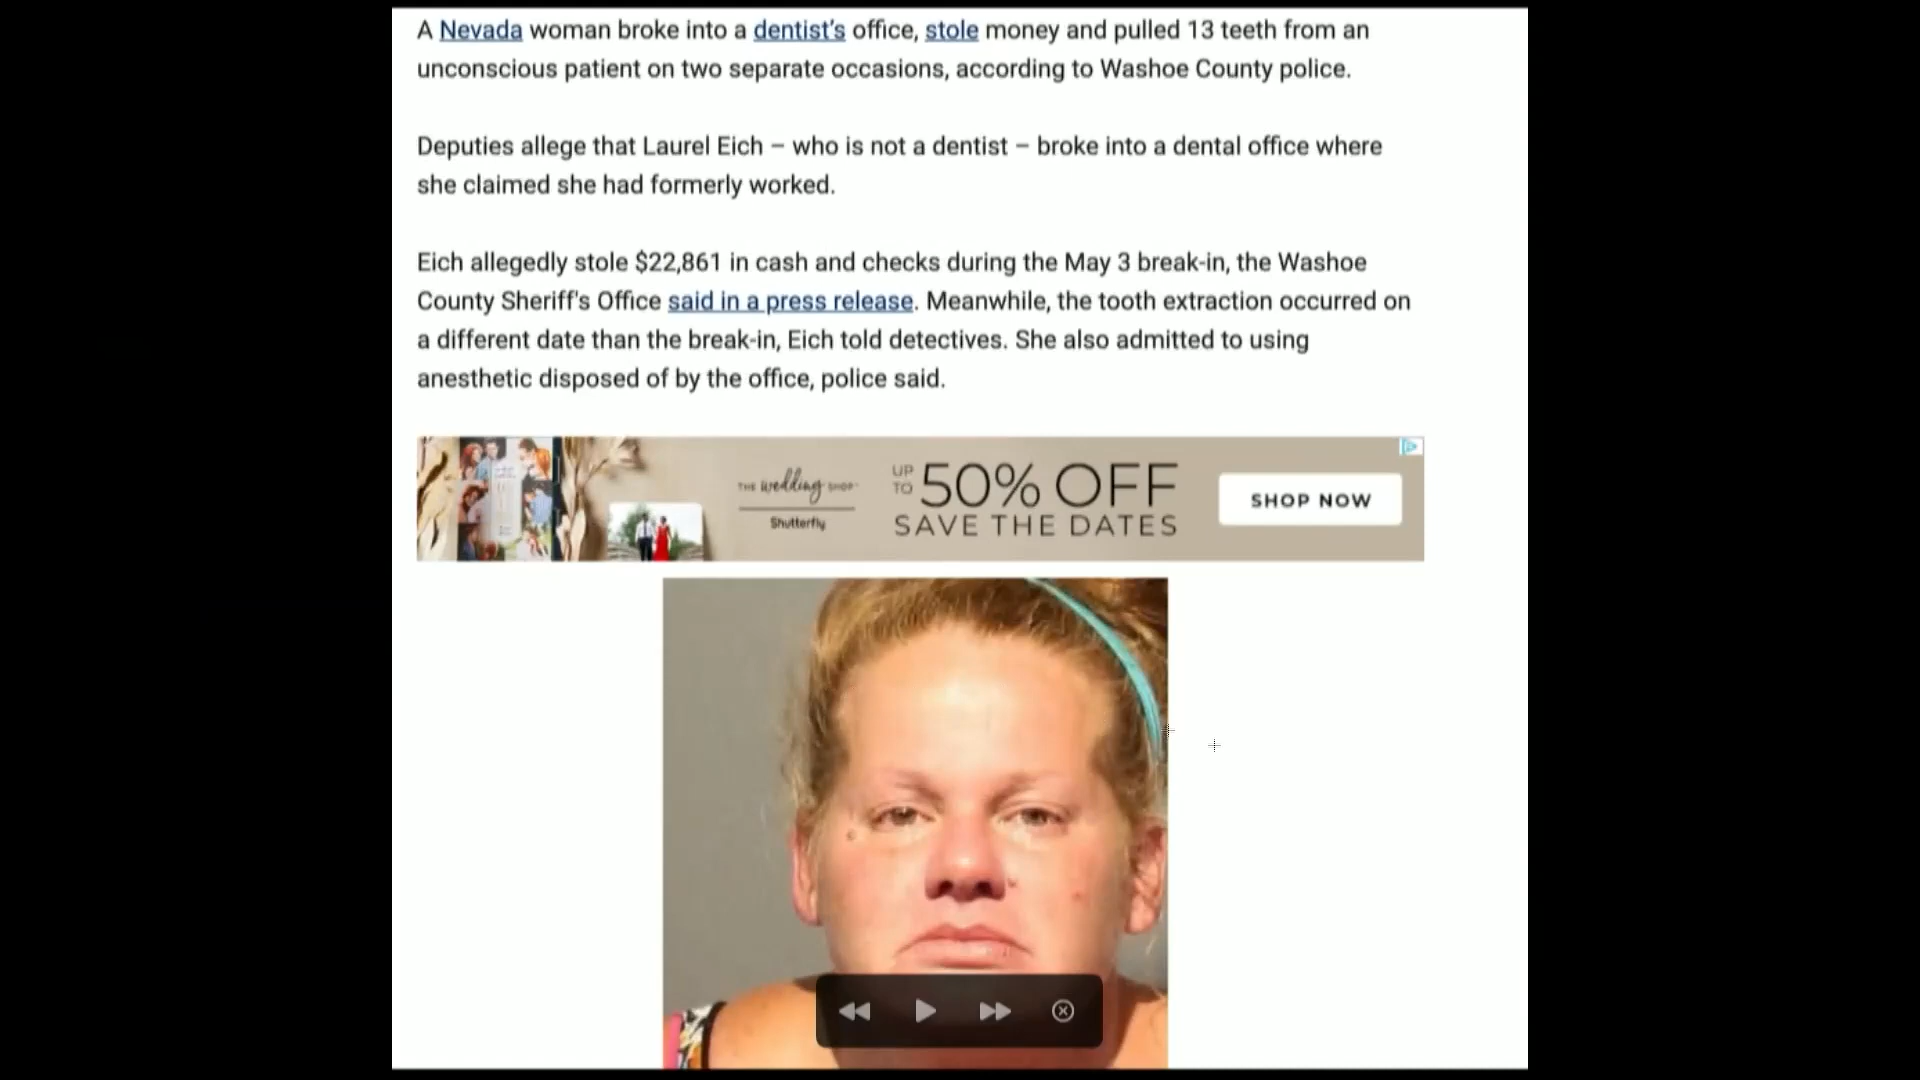 A Nevada woman broke into a dentist’s office, stole money and pulled 13 teeth from an
unconscious patient on two separate occasions, according to Washoe County police.
Deputies allege that Laurel Eich – who is not a dentist – broke into a dental office where
she claimed she had formerly worked.
Eich allegedly stole $22,861 in cash and checks during the May 3 break-in, the Washoe
County Sheriff's Office said in a press release. Meanwhile, the tooth extraction occurred on
a different date than the break-in, Eich told detectives. She also admitted to using
anesthetic disposed of by the office, police said.
THE wedding SHOP
Shutterfly
UP TO 50% OFF
SAVE THE DATES
SHOP NOW